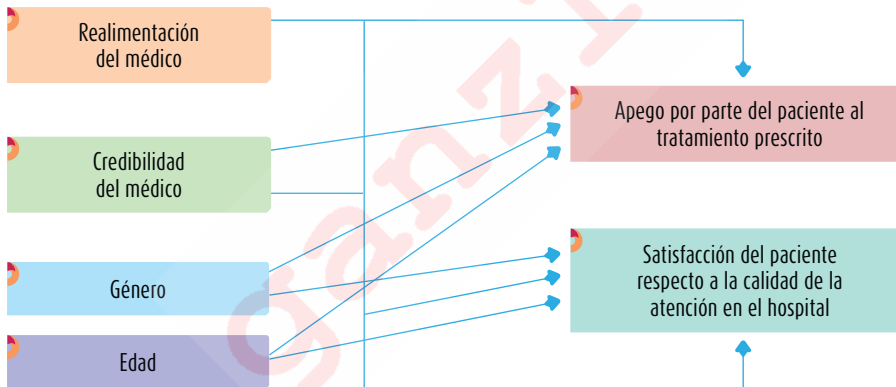 Realimentación
del médico
Apego por parte del paciente al
tratamiento prescrito
Credibilidad
del médico
Género
Satisfacción del paciente
respecto a la calidad de la
atención en el hospital
Edad
ganz1